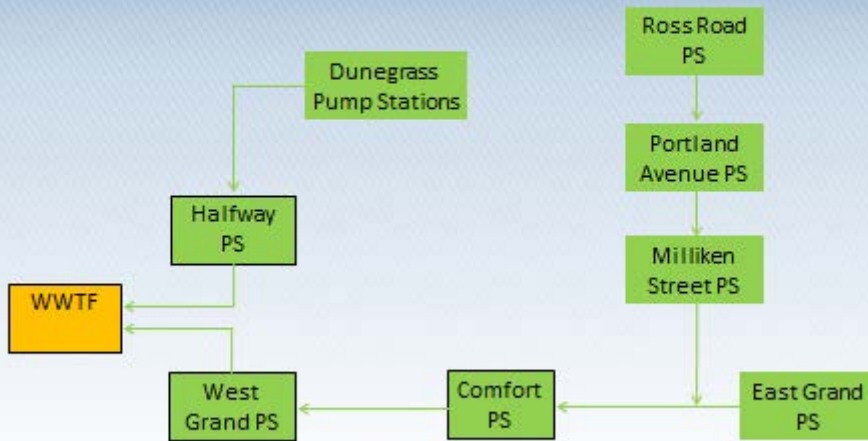 Ross Road
PS
Dunegrass
Pump Stations
Portland
Avenue PS
Halfway
PS
Milliken
Street PS
WWTF
West
Grand PS
Comfort
PS
East Grand
PS